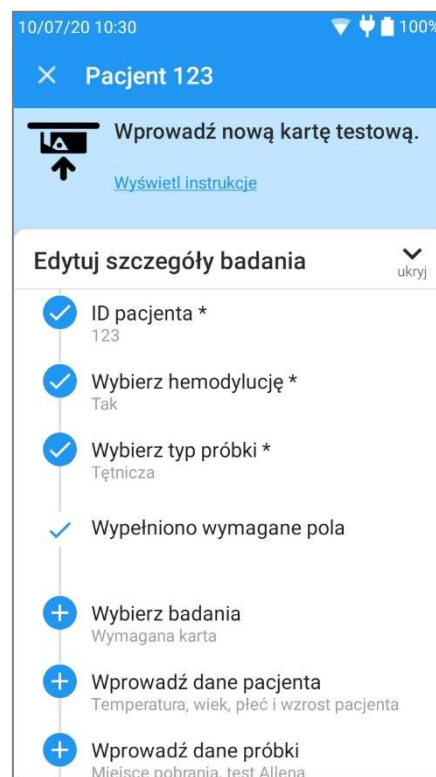 10/07/20 10:30 100%
Pacjent 123
Wprowadź nową kartę testową.
Wyświetl instrukcje
Edytuj szczegóły badania
ukryj
ID pacjenta *
123
Wybierz hemodylucję *
Tak
Wybierz typ próbki *
Tętnicza
Wypełniono wymagane pola
Wybierz badania
Wymagana karta
Wprowadź dane pacjenta
Temperatura, wiek, płeć i wzrost pacjenta
Wprowadź dane próbki
Miejsce pobrania, test Allena